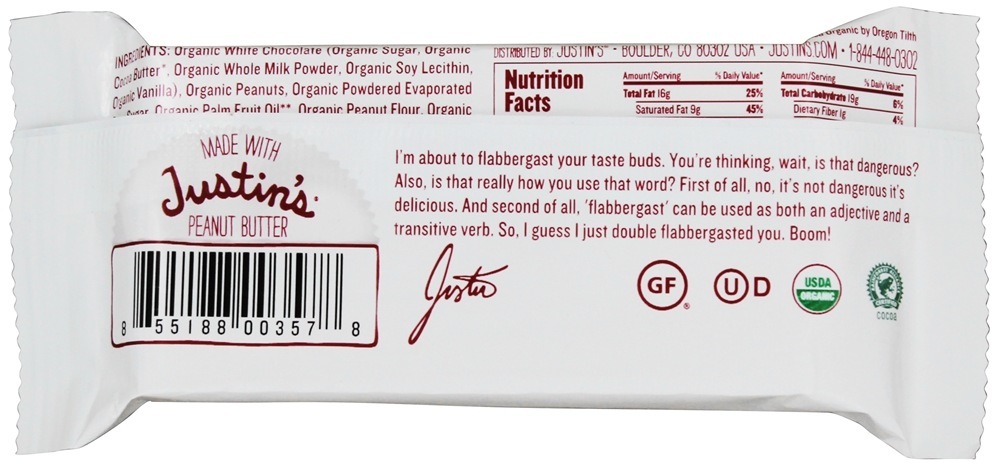 INGREDIENTS: Organic White Chocolate (Organic Sugar, Organic
Cocoa Butter*, Organic Whole Milk Powder, Organic Soy Lecithin,
Organic Vanilla), Organic Peanuts, Organic Powdered Evaporated
Sugar, Organic Palm Fruit Oil**, Organic Peanut Flour, Organic
Organic by Oregon Tilth
DISTRIBUTED BY JUSTIN'S® • BOULDER, CO 80302 USA • JUSTINS.COM • 1-844-448-0302
Nutrition
Facts
Amount/Serving % Daily Value*
Total Fat 16g 25%
Saturated Fat 9g 45%
Amount/Serving % Daily Value*
Total Carbohydrate 19g 6%
Dietary Fiber 1g 4%
MADE WITH
Justin's
PEANUT BUTTER
8 55188 00357 8
I'm about to flabbergast your taste buds. You're thinking, wait, is that dangerous?
Also, is that really how you use that word? First of all, no, it's not dangerous it's
delicious. And second of all, 'flabbergast' can be used as both an adjective and a
transitive verb. So, I guess I just double flabbergasted you. Boom!
Justin
GF ®
U D
USDA
ORGANIC
COCOA